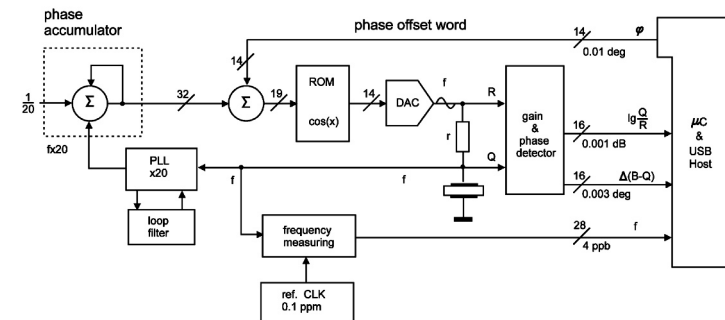 phase
accumulator
phase offset word
14
φ
0.01 deg
14
1
20
Σ
32
Σ
19
ROM
cos(x)
14
DAC
f
R
r
Q
gain
&
phase
detector
16
lg Q/R
0.001 dB
16
Δ(B-Q)
0.003 deg
μC
&
USB
Host
fx20
PLL
x20
f
f
loop
filter
frequency
measuring
28
f
4 ppb
ref. CLK
0.1 ppm